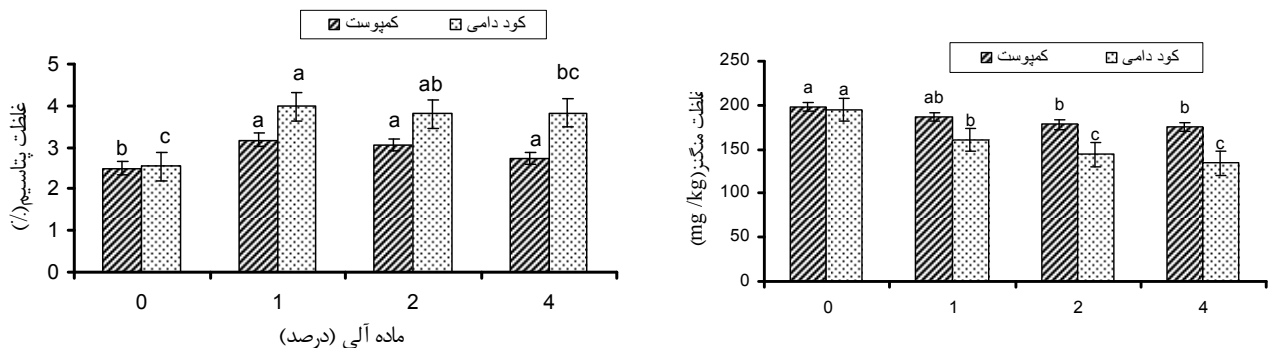 کمپوست کود دامی
غلظت پتاسیم(٪)
5
4
3
2
1
0
b c
a a
a ab
a bc
0 1 2 4
ماده آلی (درصد)
کمپوست کود دامی
غلظت منگنز(mg /kg)
250
200
150
100
50
0
a a
ab b
b c
b c
0 1 2 4